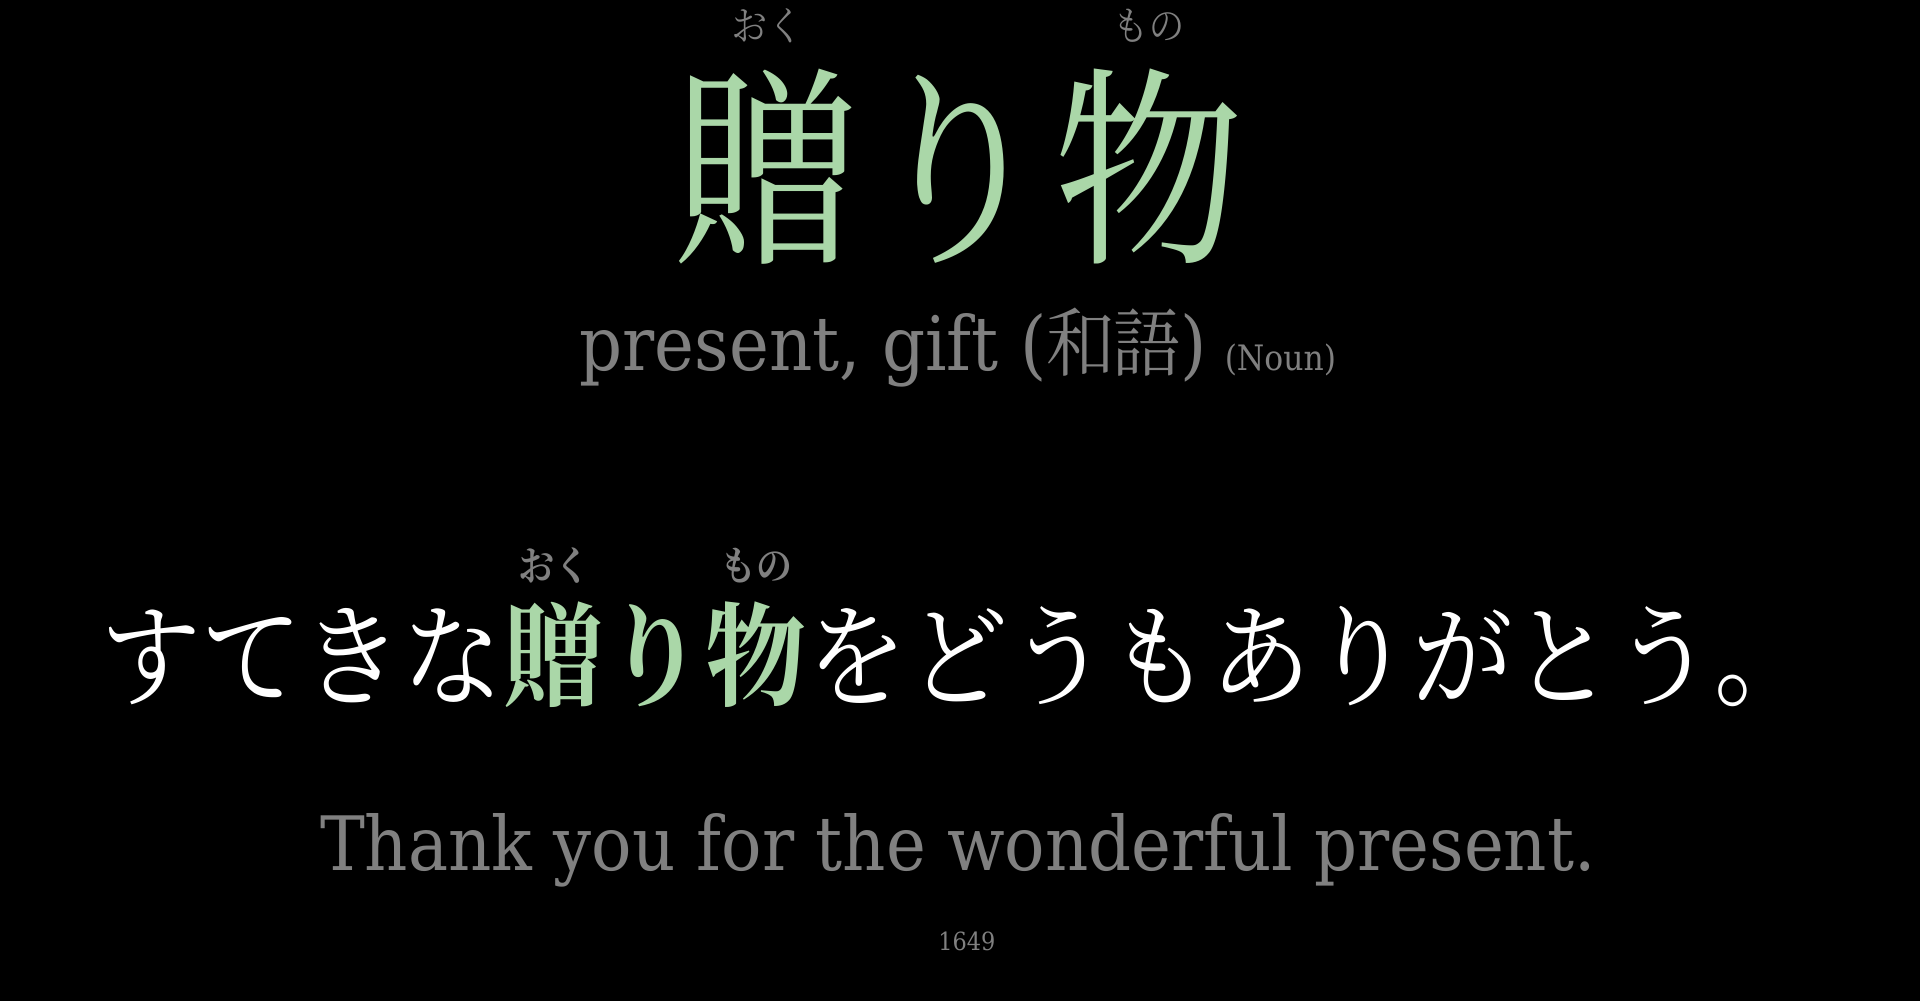 おく もの
贈り物
present, gift (和語) (Noun)
おく もの
すてきな贈り物をどうもありがとう。
Thank you for the wonderful present.
1649